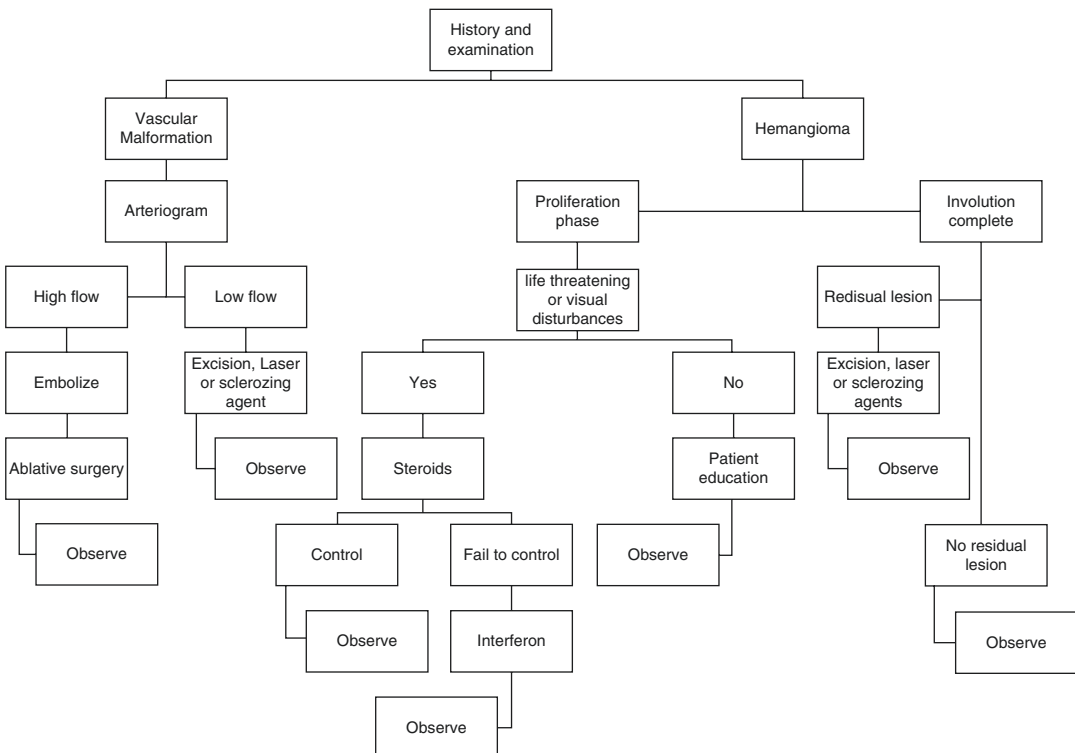 History and
examination
Vascular
Malformation
Hemangioma
Arteriogram
Proliferation
phase
Involution
complete
High flow
Low flow
life threatening
or visual
disturbances
Redisual lesion
Embolize
Excision, Laser
or sclerozing
agent
Yes
No
Excision, laser
or sclerozing
agents
Ablative surgery
Observe
Steroids
Patient
education
Observe
Observe
Control
Fail to control
Observe
No residual
lesion
Observe
Interferon
Observe
Observe